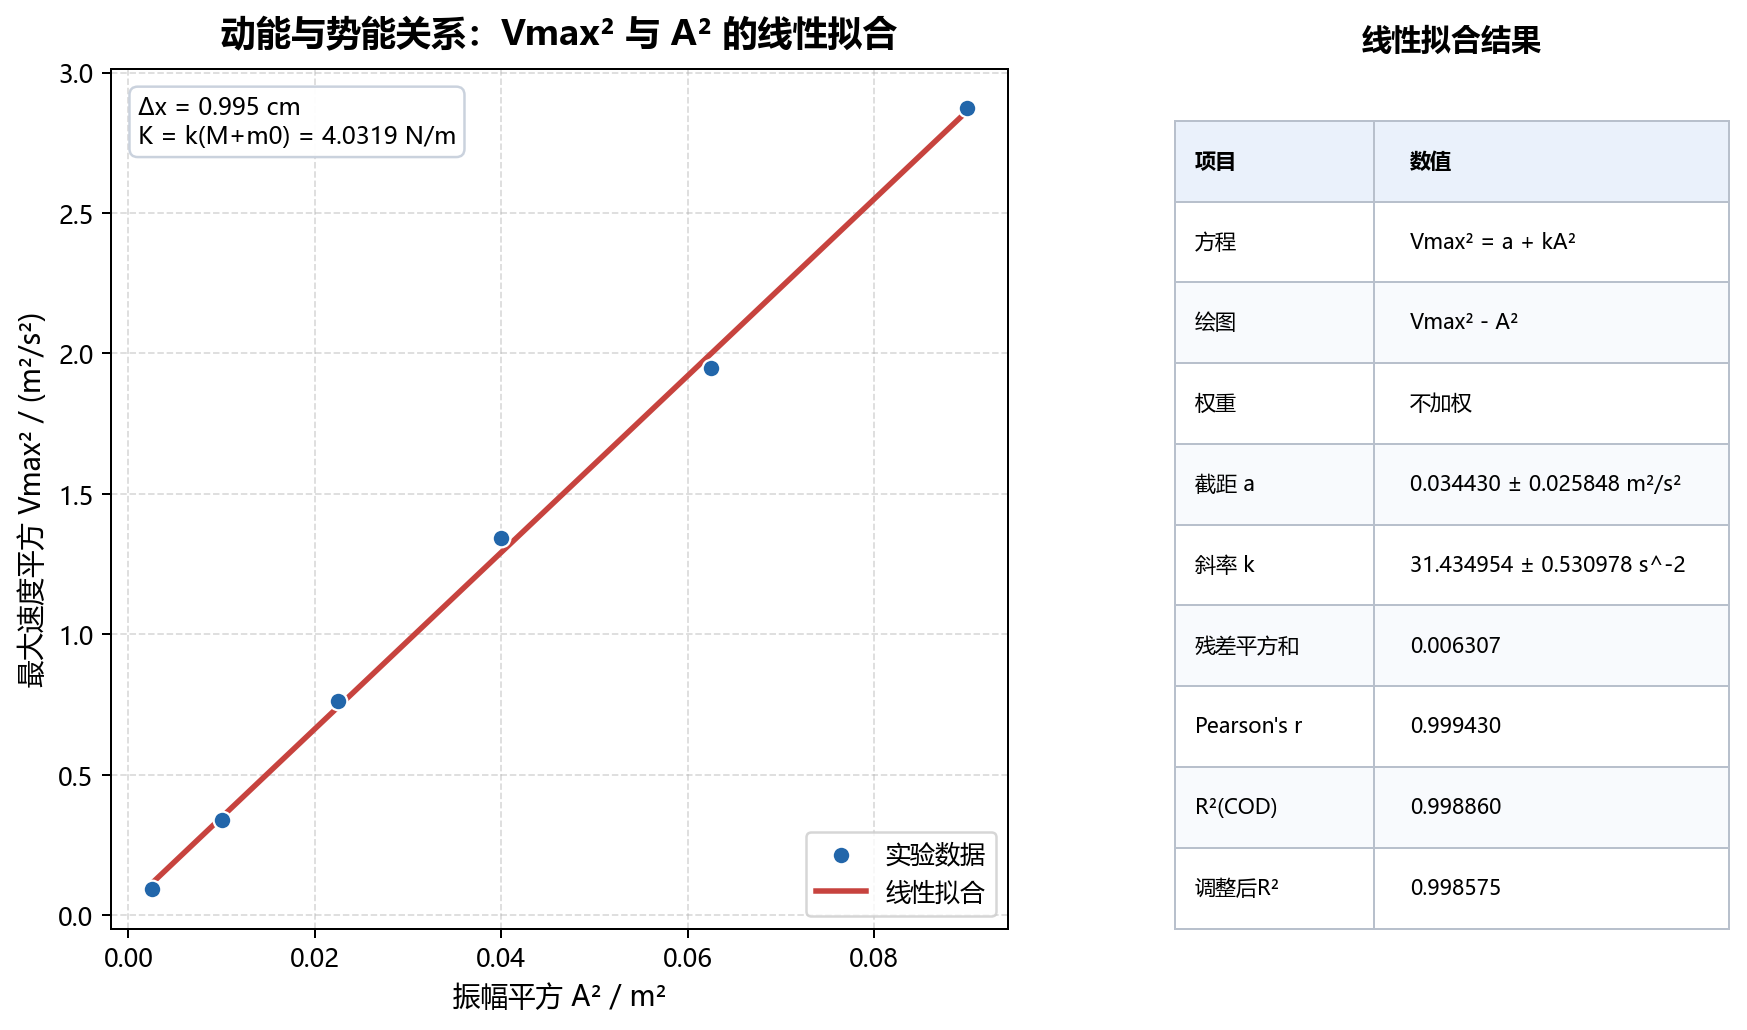 动能与势能关系：Vmax² 与 A² 的线性拟合
Δx = 0.995 cm
K = k(M+m0) = 4.0319 N/m
3.0
2.5
2.0
1.5
1.0
0.5
0.0
最大速度平方 Vmax² / (m²/s²)
0.00 0.02 0.04 0.06 0.08
振幅平方 A² / m²
实验数据
线性拟合
线性拟合结果
项目 数值
方程 Vmax² = a + kA²
绘图 Vmax² - A²
权重 不加权
截距 a 0.034430 ± 0.025848 m²/s²
斜率 k 31.434954 ± 0.530978 s^-2
残差平方和 0.006307
Pearson's r 0.999430
R²(COD) 0.998860
调整后R² 0.998575